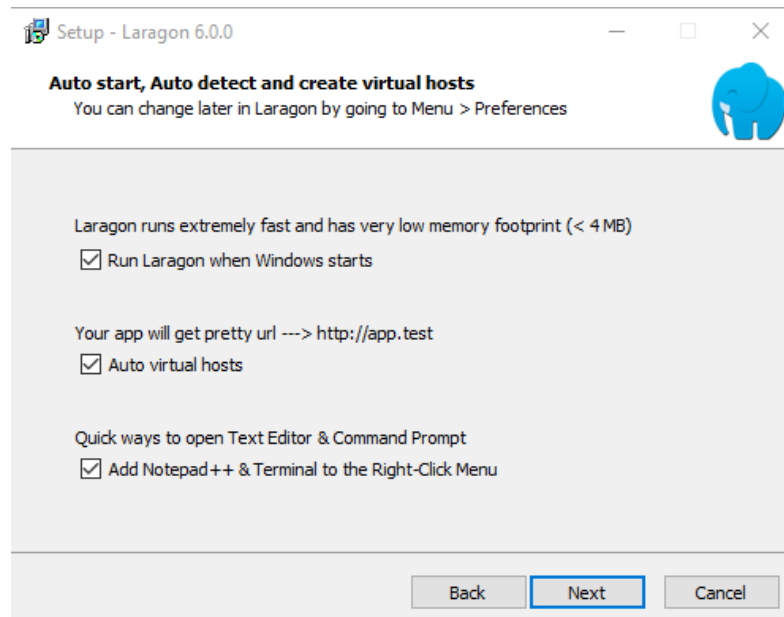 Setup - Laragon 6.0.0
Auto start, Auto detect and create virtual hosts
You can change later in Laragon by going to Menu > Preferences
Laragon runs extremely fast and has very low memory footprint (< 4 MB)
Run Laragon when Windows starts
Your app will get pretty url ---> http://app.test
Auto virtual hosts
Quick ways to open Text Editor & Command Prompt
Add Notepad++ & Terminal to the Right-Click Menu
Back Next Cancel